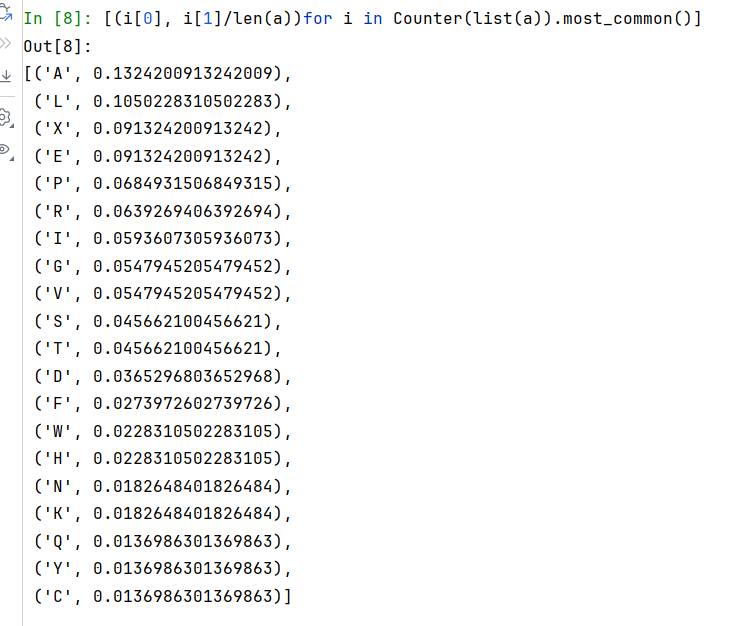 In [8]: [(i[0], i[1]/len(a))for i in Counter(list(a)).most_common()]
Out[8]:
[('A', 0.1324200913242009),
 ('L', 0.1050228310502283),
 ('X', 0.091324200913242),
 ('E', 0.091324200913242),
 ('P', 0.0684931506849315),
 ('R', 0.0639269406392694),
 ('I', 0.0593607305936073),
 ('G', 0.0547945205479452),
 ('V', 0.0547945205479452),
 ('S', 0.045662100456621),
 ('T', 0.045662100456621),
 ('D', 0.0365296803652968),
 ('F', 0.0273972602739726),
 ('W', 0.0228310502283105),
 ('H', 0.0228310502283105),
 ('N', 0.0182648401826484),
 ('K', 0.0182648401826484),
 ('Q', 0.0136986301369863),
 ('Y', 0.0136986301369863),
 ('C', 0.0136986301369863)]